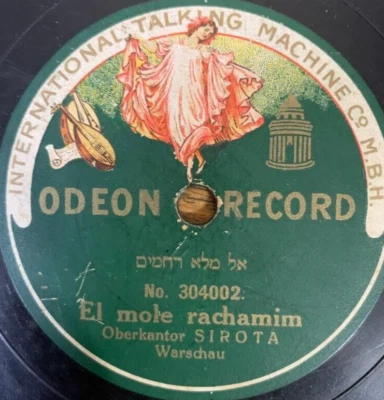 INTERNATIONAL TALKING MACHINE Co M.B.H.
ODEON RECORD
אל מלא רחמים
No. 304002.
El mole rachamim
Oberkantor SIROTA
Warschau